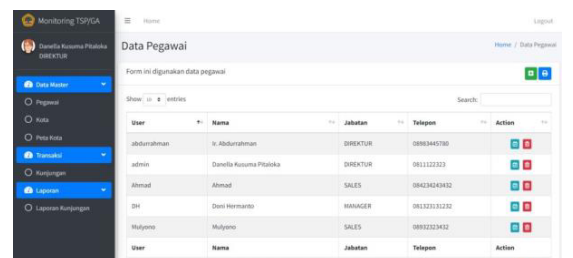 Monitoring TSP/GA
Home
Logout
Danella Kusuma Pitaloka
DIREKTUR
Data Pegawai
Home / Data Pegawai
Form ini digunakan data pegawai
Data Master
Pegawai
Kota
Peta Kota
Transaksi
Kunjungan
Laporan
Laporan Kunjungan
Show 10 entries
Search:
User Nama Jabatan Telepon Action
abdurrahman Ir. Abdurrahman DIREKTUR 08983445780
admin Danella Kusuma Pitaloka DIREKTUR 0811122323
Ahmad Ahmad SALES 084234243432
DH Doni Hermanto MANAGER 081323131232
Mulyono Mulyono SALES 08932323432
User Nama Jabatan Telepon Action